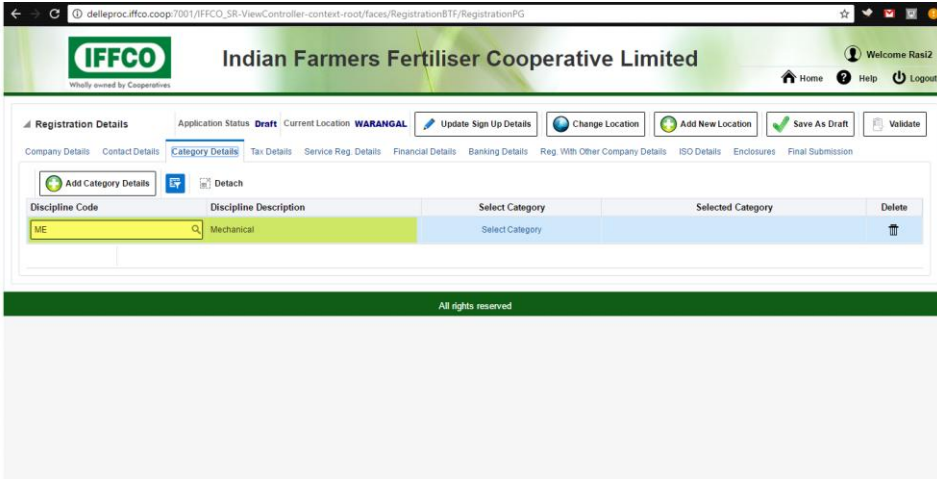 delleproc.iffco.coop:7001/IFFCO_SR-ViewController-context-root/faces/RegistrationBTF/RegistrationPG
IFFCO
Wholly owned by Cooperatives
Indian Farmers Fertiliser Cooperative Limited
Welcome Rasi2
Home Help Logout
Registration Details Application Status Draft Current Location WARANGAL Update Sign Up Details Change Location Add New Location Save As Draft Validate
Company Details Contact Details Category Details Tax Details Service Reg. Details Financial Details Banking Details Reg. With Other Company Details ISO Details Enclosures Final Submission
Add Category Details Detach
Discipline Code Discipline Description Select Category Selected Category Delete
ME Mechanical Select Category
All rights reserved